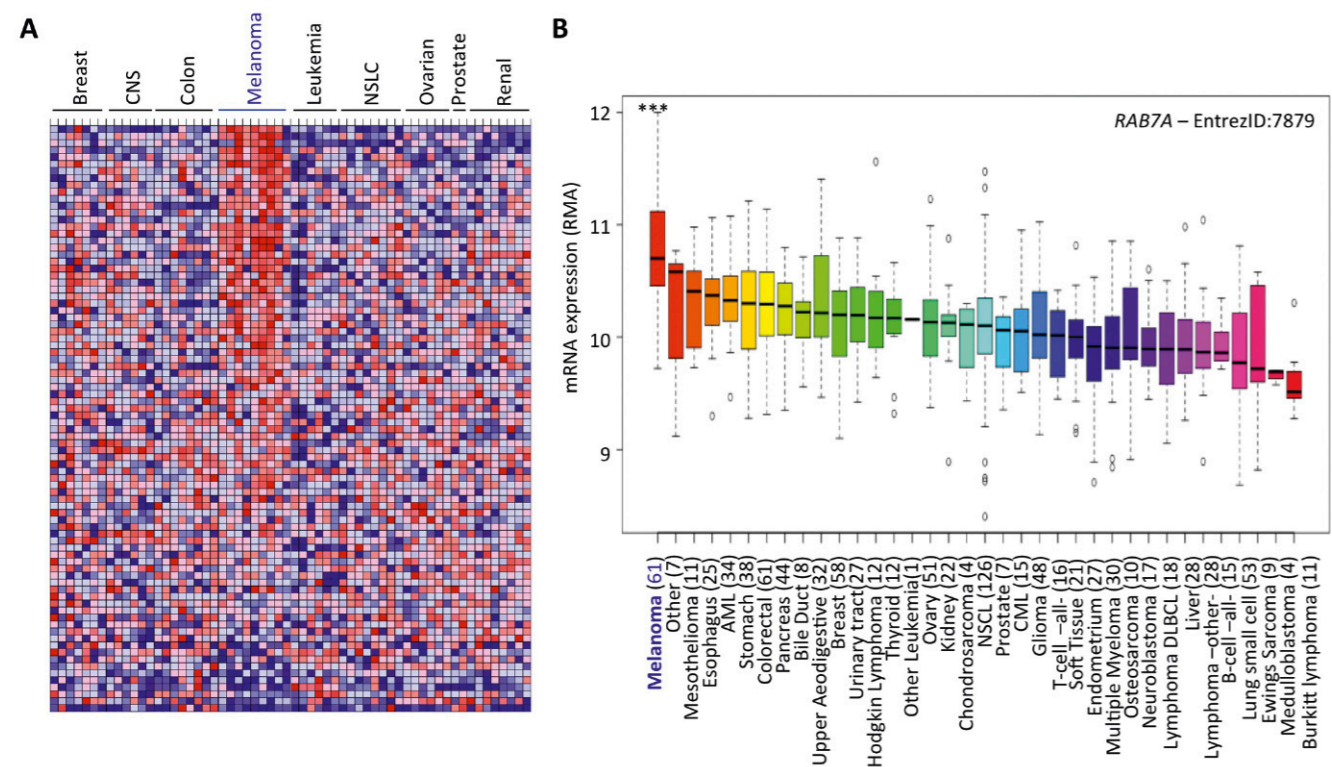 A
Breast
CNS
Colon
Melanoma
Leukemia
NSLC
Ovarian
Prostate
Renal
B
mRNA expression (RMA)
12
11
10
9
***
RAB7A – EntrezID:7879
Melanoma (61)
Other (7)
Mesothelioma (11)
Esophagus (25)
AML (34)
Stomach (38)
Colorectal (61)
Pancreas (44)
Bile Duct (8)
Upper Aeodigestive (32)
Breast (58)
Urinary tract(27)
Hodgkin Lymphoma (12)
Thyroid (12)
Other Leukemia(1)
Ovary (51)
Kidney (22)
Chondrosarcoma (4)
NSCL (126)
Prostate (7)
CML (15)
Glioma (48)
T-cell –all- (16)
Soft Tissue (21)
Endometrium (27)
Multiple Myeloma (30)
Osteosarcoma (10)
Neuroblastoma (17)
Lymphoma DLBCL (18)
Liver(28)
Lymphoma –other- (28)
B-cell –all- (15)
Lung small cell (53)
Ewings Sarcoma (9)
Medulloblastoma (4)
Burkitt lymphoma (11)